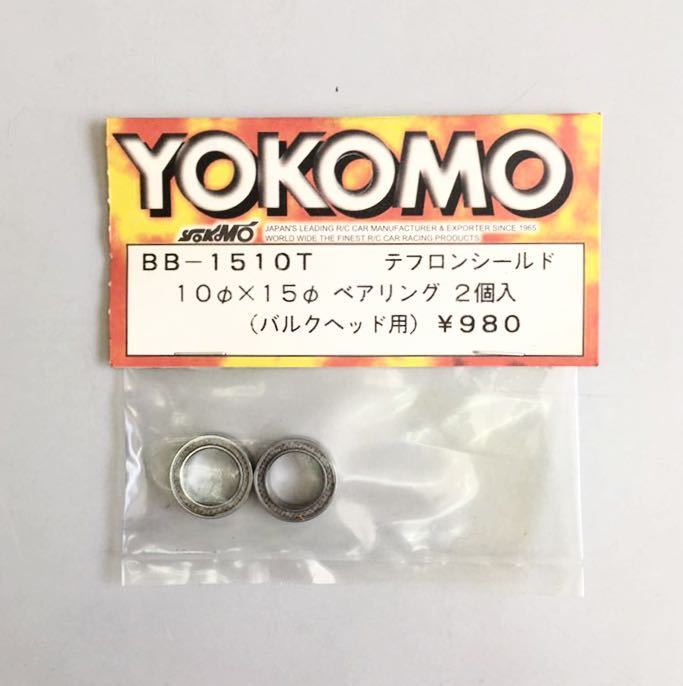 YOKOMO
YOKOMO JAPAN'S LEADING R/C CAR MANUFACTURER & EXPORTER SINCE 1965
WORLD WIDE THE FINEST R/C CAR RACING PRODUCTS
BB-1510T テフロンシールド
10φ×15φ ベアリング 2個入
(バルクヘッド用) ¥980